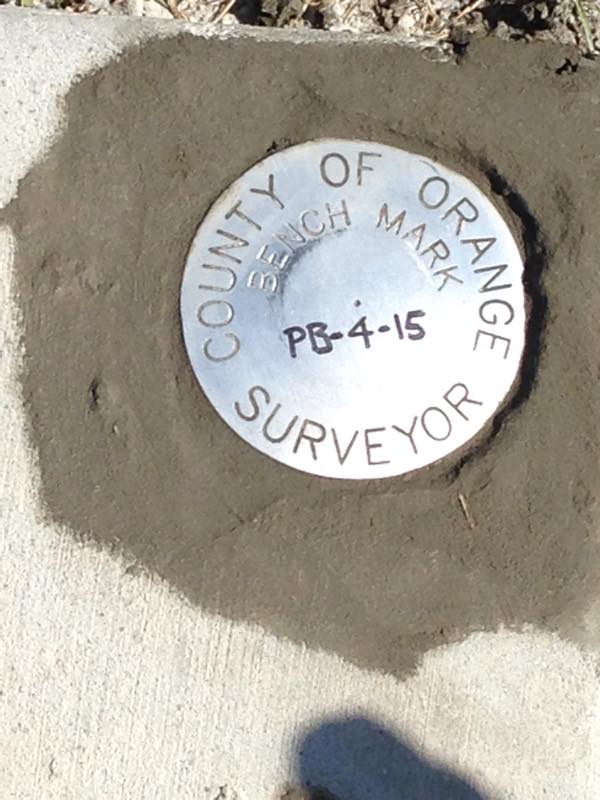 COUNTY OF ORANGE
BENCH MARK
PB-4-15
SURVEYOR